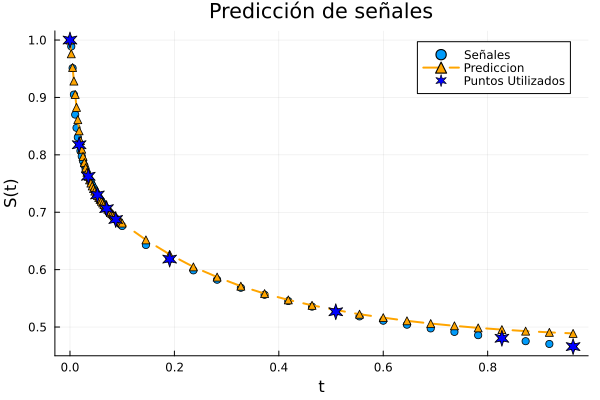 Predicción de señales
1.0
0.9
0.8
0.7
0.6
0.5
S(t)
Señales
Prediccion
Puntos Utilizados
0.0
0.2
0.4
0.6
0.8
t